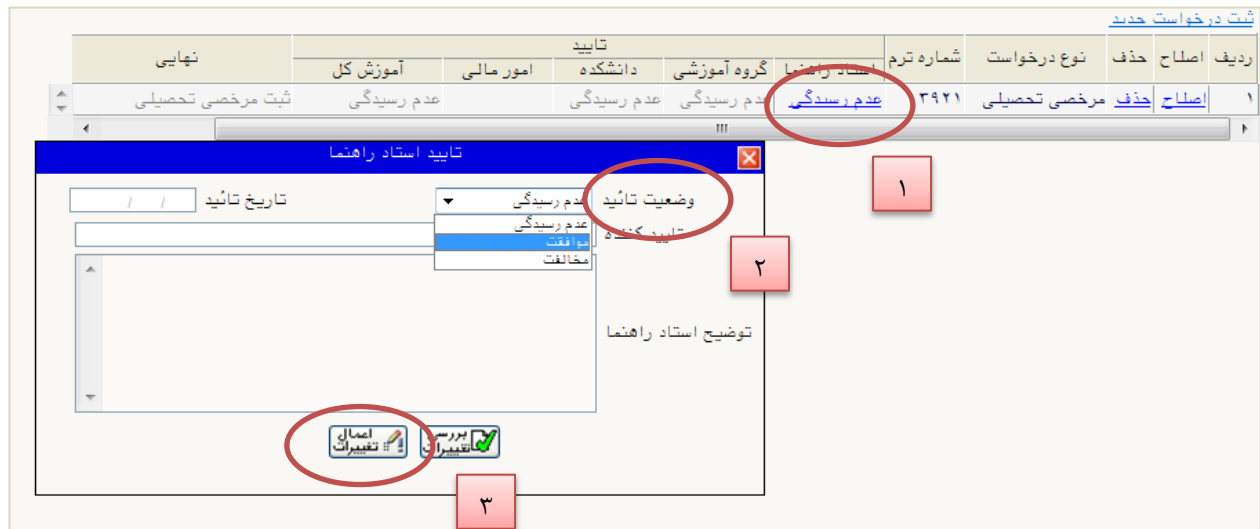 ثبت درخواست جدید
ردیف اصلاح حذف نوع درخواست شماره ترم تایید نهایی
استاد راهنما گروه آموزشی دانشکده امور مالی آموزش کل
۱ اصلاح حذف مرخصی تحصیلی ۳۹۲۱ عدم رسیدگی عدم رسیدگی عدم رسیدگی عدم رسیدگی ثبت مرخصی تحصیلی
تایید استاد راهنما
۱
وضعیت تائید عدم رسیدگی تاریخ تائید / /
عدم رسیدگی
تایید کننده موافقت
مخالفت
۲
توضیح استاد راهنما
بررسی تغییرات اعمال تغییرات
۳